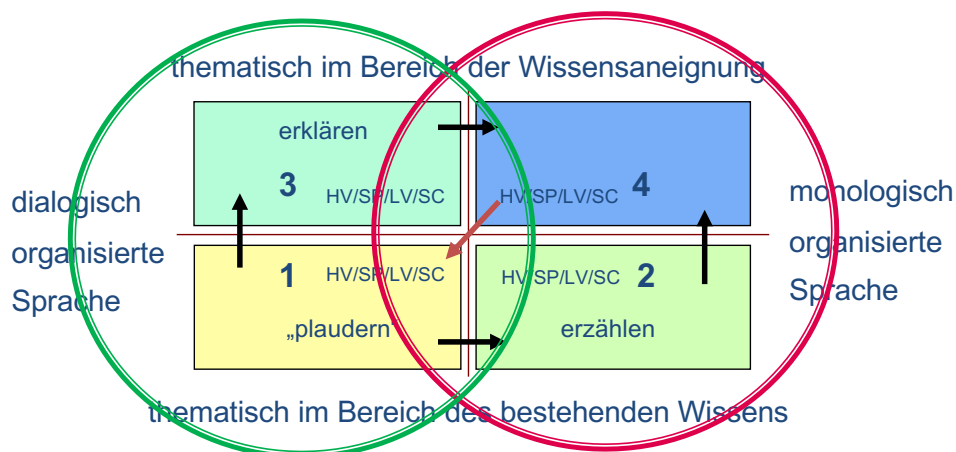 thematisch im Bereich der Wissensaneignung
erklären
3 HV/SP/LV/SC
HV/SP/LV/SC 4
dialogisch
organisierte
Sprache
monologisch
organisierte
Sprache
1 HV/SP/LV/SC
„plaudern“
HV/SP/LV/SC 2
erzählen
thematisch im Bereich des bestehenden Wissens